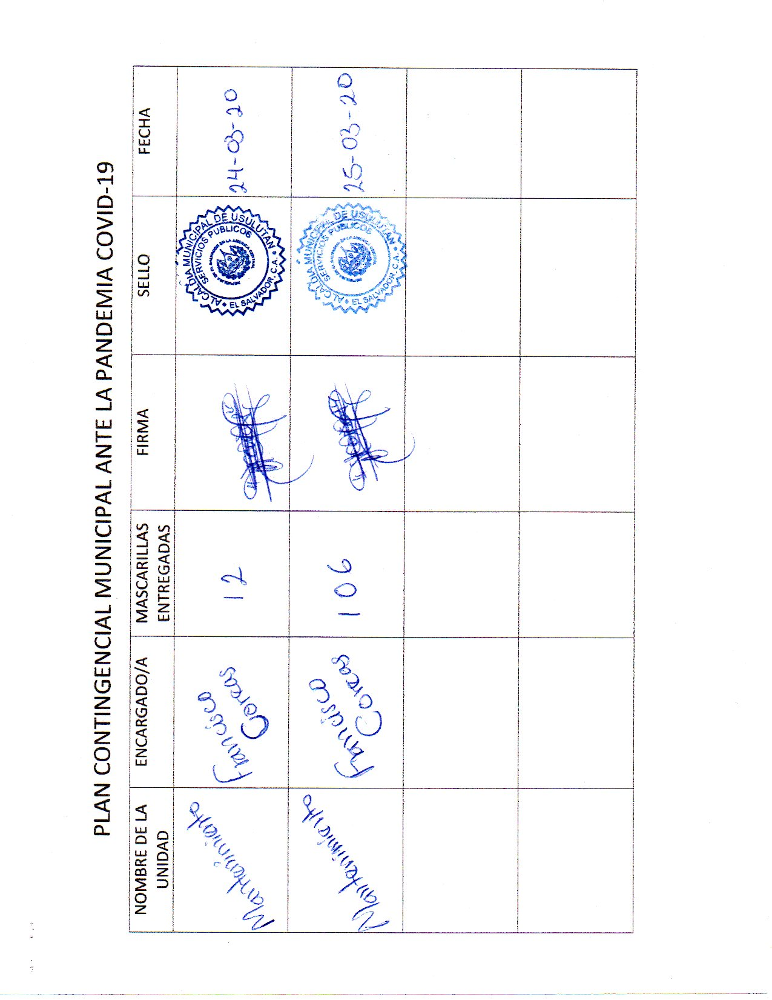 PLAN CONTINGENCIAL MUNICIPAL ANTE LA PANDEMIA COVID-19
NOMBRE DE LA UNIDAD
ENCARGADO/A
MASCARILLAS ENTREGADAS
FIRMA
SELLO
FECHA
Mantenimiento
Francisco
Coreas
12
ALCALDIA MUNICIPAL DE USULUTAN
SERVICIOS PUBLICOS
EL SALVADOR. C.A.
24-03-20
Mantenimiento
Francisco
Coreas
106
ALCALDIA MUNICIPAL DE USULUTAN
SERVICIOS PUBLICOS
EL SALVADOR. C.A.
25-03-20